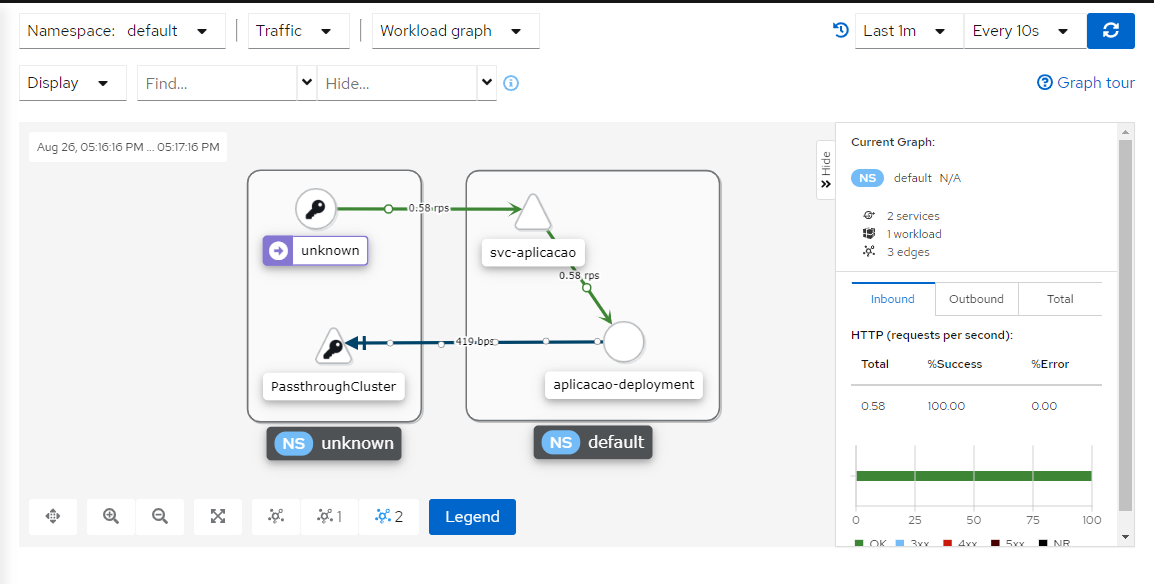 Namespace: default Traffic Workload graph Last 1m Every 10s
Display Find... Hide... Graph tour
Aug 26, 05:16:16 PM ... 05:17:16 PM
0.58 rps
unknown
svc-aplicacao
0.58 rps
419 bps
PassthroughCluster
aplicacao-deployment
NS unknown
NS default
1 2 Legend
Hide
Current Graph:
NS default N/A
2 services
1 workload
3 edges
Inbound Outbound Total
HTTP (requests per second):
Total %Success %Error
0.58 100.00 0.00
0 25 50 75 100
OK 3xx 4xx 5xx NR